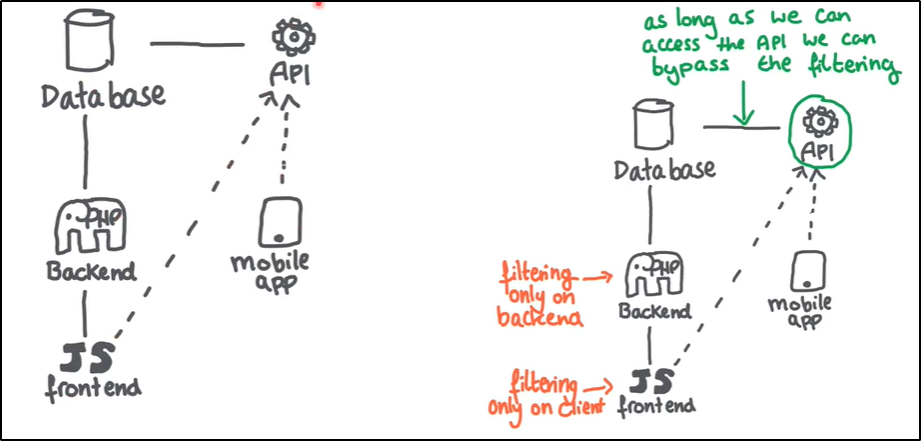 Database
API
PHP
Backend
mobile
app
JS
frontend
as long as we can
access the API we can
bypass the filtering
Database
API
filtering
only on
backend
PHP
Backend
mobile
app
filtering
only on client
JS
frontend